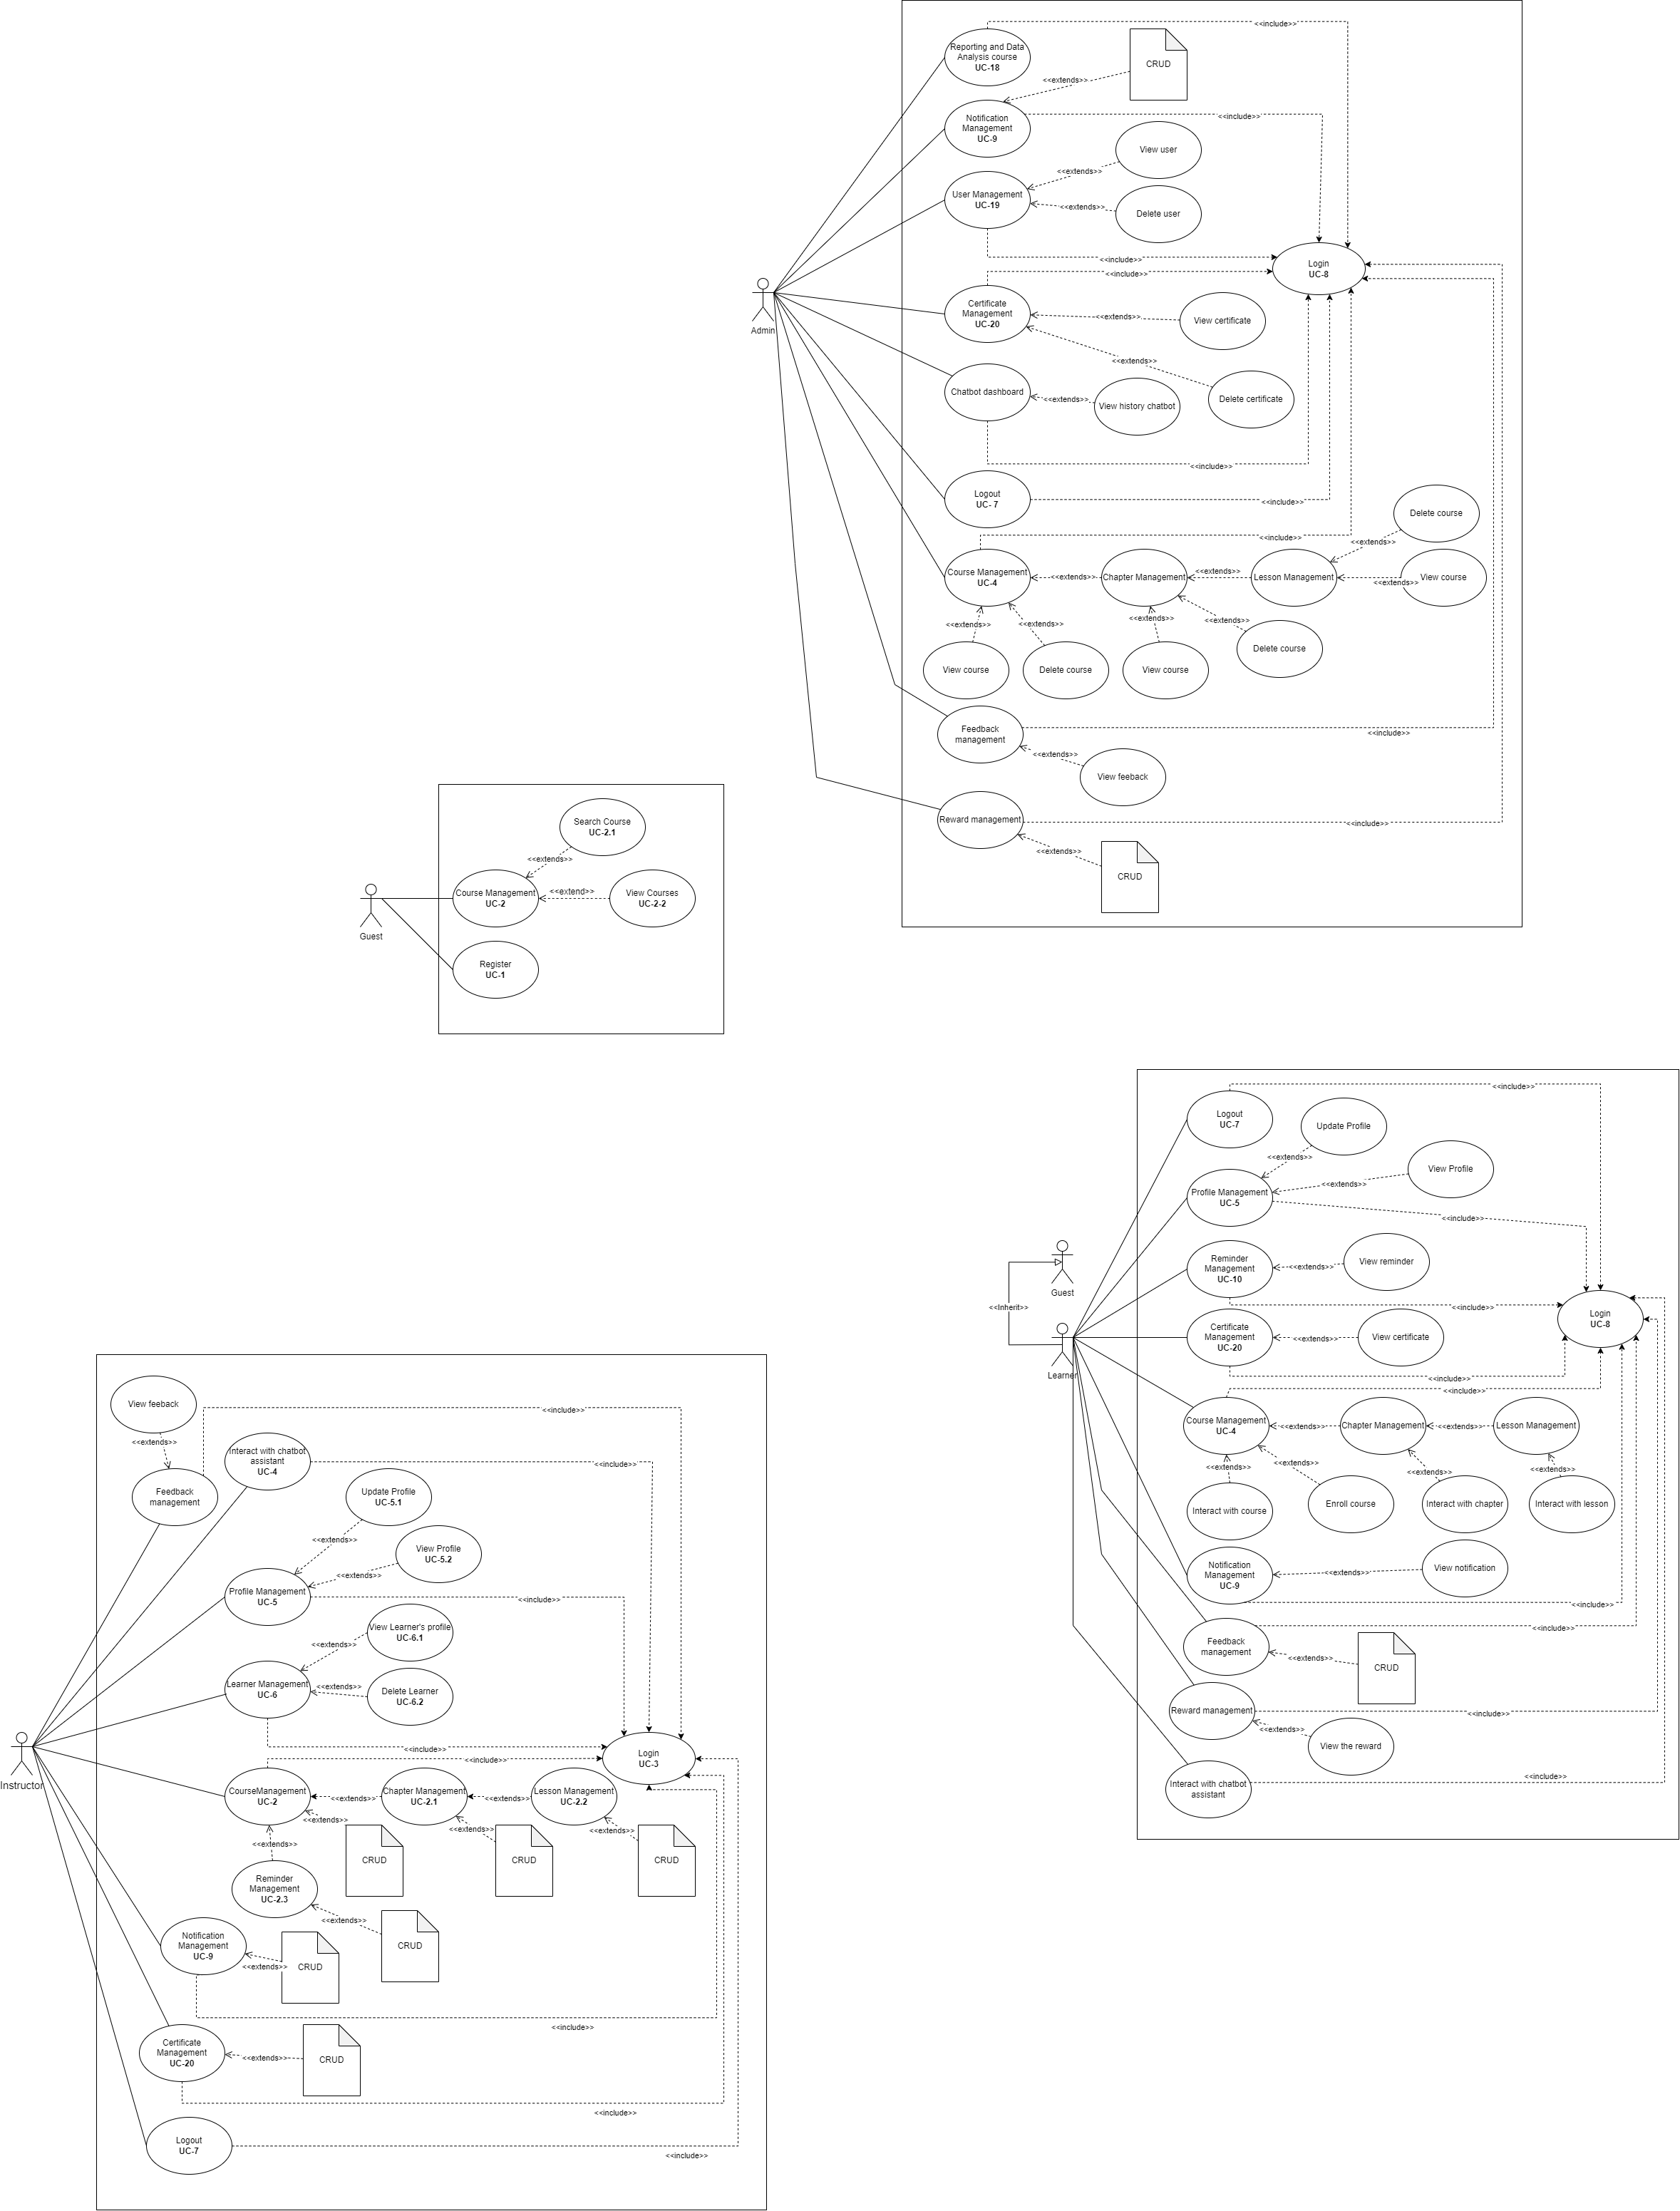 <<include>>
Reporting and Data
Analysis course
UC-18
CRUD
<<extends>>
Notification
Management
UC-9
<<include>>
View user
<<extends>>
User Management
UC-19
<<extends>>
Delete user
<<include>>
Login
UC-8
<<include>>
Admin
Certificate
Management
UC-20
<<extends>>
View certificate
<<extends>>
Chatbot dashboard
<<extends>>
View history chatbot
Delete certificate
<<include>>
Logout
UC- 7
<<include>>
Delete course
<<include>>
<<extends>>
Course Management
UC-4
<<extends>>
Chapter Management
<<extends>>
Lesson Management
<<extends>>
View course
<<extends>>
<<extends>>
<<extends>>
<<extends>>
View course
Delete course
View course
Delete course
Feedback
management
<<include>>
<<extends>>
View feeback
Reward management
<<include>>
<<extends>>
CRUD
Search Course
UC-2.1
<<extends>>
Course Management
UC-2
<<extend>>
View Courses
UC-2-2
Guest
Register
UC-1
<<include>>
Logout
UC-7
Update Profile
<<extends>>
View Profile
<<extends>>
Profile Management
UC-5
<<include>>
Guest
<<Inherit>>
Learner
Reminder
Management
UC-10
<<extends>>
View reminder
<<include>>
Login
UC-8
Certificate
Management
UC-20
<<extends>>
View certificate
<<include>>
<<include>>
Course Management
UC-4
<<extends>>
Chapter Management
<<extends>>
Lesson Management
<<extends>>
<<extends>>
<<extends>>
<<extends>>
Interact with course
Enroll course
Interact with chapter
Interact with lesson
Notification
Management
UC-9
<<extends>>
View notification
<<include>>
Feedback
management
<<include>>
<<extends>>
CRUD
Reward management
<<include>>
<<extends>>
View the reward
Interact with chatbot
assistant
<<include>>
View feeback
<<extends>>
<<include>>
Feedback
management
Interact with chatbot
assistant
UC-4
<<include>>
Update Profile
UC-5.1
<<extends>>
View Profile
UC-5.2
<<extends>>
Profile Management
UC-5
<<include>>
View Learner's profile
UC-6.1
<<extends>>
Learner Management
UC-6
<<extends>>
Delete Learner
UC-6.2
<<include>>
Instructor
<<include>>
Login
UC-3
CourseManagement
UC-2
<<extends>>
Chapter Management
UC-2.1
<<extends>>
Lesson Management
UC-2.2
<<extends>>
<<extends>>
<<extends>>
<<extends>>
CRUD
CRUD
CRUD
Reminder
Management
UC-2.3
<<extends>>
CRUD
Notification
Management
UC-9
<<extends>>
CRUD
<<include>>
Certificate
Management
UC-20
<<extends>>
CRUD
<<include>>
Logout
UC-7
<<include>>